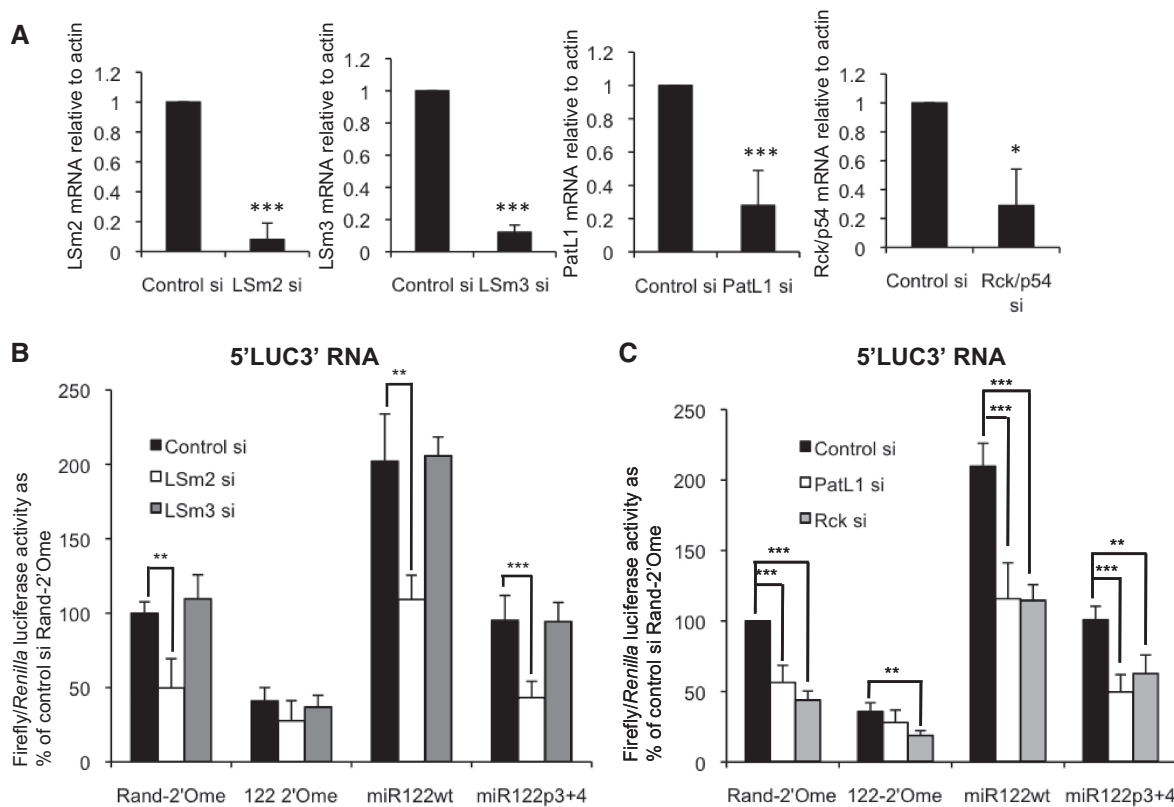 A
LSm2 mRNA relative to actin
1.2
1
0.8
0.6
0.4
0.2
0
***
Control si LSm2 si
LSm3 mRNA relative to actin
1.2
1
0.8
0.6
0.4
0.2
0
***
Control si LSm3 si
PatL1 mRNA relative to actin
1.2
1
0.8
0.6
0.4
0.2
0
***
Control si PatL1 si
Rck/p54 mRNA relative to actin
1.2
1
0.8
0.6
0.4
0.2
0
*
Control si Rck/p54
si
B
5’LUC3’ RNA
Firefly/Renilla luciferase activity as
% of control si Rand-2'Ome
250
200
150
100
50
0
Control si
LSm2 si
LSm3 si
**
**
***
Rand-2'Ome 122 2'Ome miR122wt miR122p3+4
C
5’LUC3’ RNA
Firefly/Renilla luciferase activity as
% of control si Rand-2'Ome
250
200
150
100
50
0
Control si
PatL1 si
Rck si
***
***
**
***
***
**
***
Rand-2'Ome 122-2'Ome miR122wt miR122p3+4